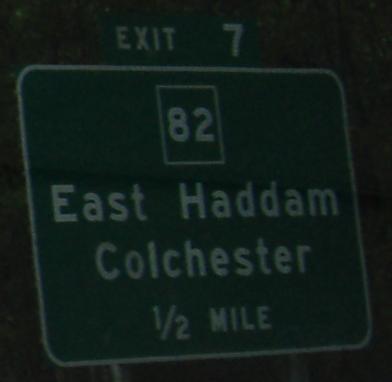 EXIT 7
82
East Haddam
Colchester
1/2 MILE